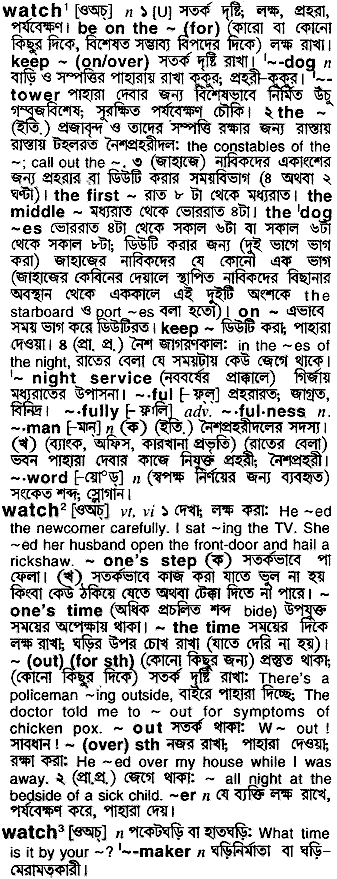 watch¹ [ওঅচ্] n ১ [U] সতর্ক দৃষ্টি; লক্ষ, প্রহরা,
পর্যবেক্ষণ। be on the ~ (for) (কারো বা কোনো
কিছুর দিকে, বিশেষত সম্ভাব্য বিপদের দিকে) লক্ষ রাখা।
keep ~ (on/over) সতর্ক দৃষ্টি রাখা। ˈ~-dog n
বাড়ি ও সম্পত্তির পাহারায় রাখা কুকুর; প্রহরী-কুকুর। ˈ~-
tower পাহারা দেবার জন্য বিশেষভাবে নির্মিত উঁচু
গম্বুজবিশেষ; সুরক্ষিত পর্যবেক্ষণ চৌকি। ২ the ~
(ইতি.) প্রজাবৃন্দ ও তাদের সম্পত্তি রক্ষার জন্য রাস্তায়
রাস্তায় টহলরত নৈশপ্রহরীদল: the constables of the
~; call out the ~. ৩ (জাহাজে) নাবিকদের একাংশের
জন্য প্রহরার বা ডিউটি করার সময়বিভাগ (৪ অথবা ২
ঘণ্টা)। the first ~ রাত ৮ টা থেকে মধ্যরাত। the
middle ~ মধ্যরাত থেকে ভোররাত ৪টা। the ˈdog
~es ভোররাত ৪টা থেকে সকাল ৬টা বা সকাল ৬টা
থেকে সকাল ৮টা; ডিউটি করার জন্য (দুই ভাগে ভাগ
করা) জাহাজের নাবিকদের যে কোনো এক ভাগ
(জাহাজের কেবিনের দেয়ালে স্থাপিত নাবিকদের বিছানার
অবস্থান থেকে এককালে এই দুইটি অংশকে the
starboard ও port ~es বলা হতো)। on ~ এভাবে
সময় ভাগ করে ডিউটিরত। keep ~ ডিউটি করা; পাহারা
দেওয়া। ৪ (প্রা. প্র.) নৈশ জাগরণকাল: in the ~es of
the night, রাতের বেলা যে সময়টায় কেউ জেগে থাকে।
ˈ~ night service (নববর্ষের প্রাক্কালে) গির্জায়
মধ্যরাতের উপাসনা। ~·ful [-ফ্‌ল্] প্রহরারত; জাগ্রত,
বিনিদ্র। ~·fully [-ফ্‌লি] adv. ~·ful·ness n.
~·man [-মান্] n (ক) (ইতি.) নৈশপ্রহরীদলের সদস্য।
(খ) (ব্যাংক, অফিস, কারখানা প্রভৃতি) (রাতের বেলা)
ভবন পাহারা দেবার কাজে নিযুক্ত প্রহরী; নৈশপ্রহরী।
~·word [-য়োº্ড্] n (স্বপক্ষ নির্ণয়ের জন্য ব্যবহৃত)
সংকেত শব্দ; স্লোগান।
watch² [ওঅচ্] vt, vi ১ দেখা; লক্ষ করা: He ~ed
the newcomer carefully. I sat ~ing the TV. She
~ed her husband open the front-door and hail a
rickshaw. ~ one's step (ক) সতর্কভাবে পা
ফেলা। (খ) সতর্কভাবে কাজ করা যাতে ভুল না হয়
কিংবা কেউ ঠকিয়ে যেতে অথবা টেক্কা দিতে না পারে। ~
one's time (অধিক প্রচলিত শব্দ bide) উপযুক্ত
সময়ের অপেক্ষায় থাকা। ~ the time সময়ের দিকে
লক্ষ রাখা; ঘড়ির উপর চোখ রাখা (যাতে দেরি না হয়)।
~ (out) (for sth) (কোনো কিছুর জন্য) প্রস্তুত থাকা;
(কোনো কিছুর দিকে) সতর্ক দৃষ্টি রাখা: There's a
policeman ~ing outside, বাইরে পাহারা দিচ্ছে; The
doctor told me to ~ out for symptoms of
chicken pox. ~ out সতর্ক থাকা: W~ out!
সাবধান! ~ (over) sth নজর রাখা; পাহারা দেওয়া;
রক্ষা করা: He ~ed over my house while I was
away. ২ (প্রা.প্র.) জেগে থাকা: ~ all night at the
bedside of a sick child. ~er n যে ব্যক্তি লক্ষ রাখে,
পর্যবেক্ষণ করে, পাহারা দেয়।
watch³ [ওঅচ্] n পকেটঘড়ি বা হাতঘড়ি: What time
is it by your ~? ˈ~-maker n ঘড়িনির্মাতা বা ঘড়ি-
মেরামতকারী।